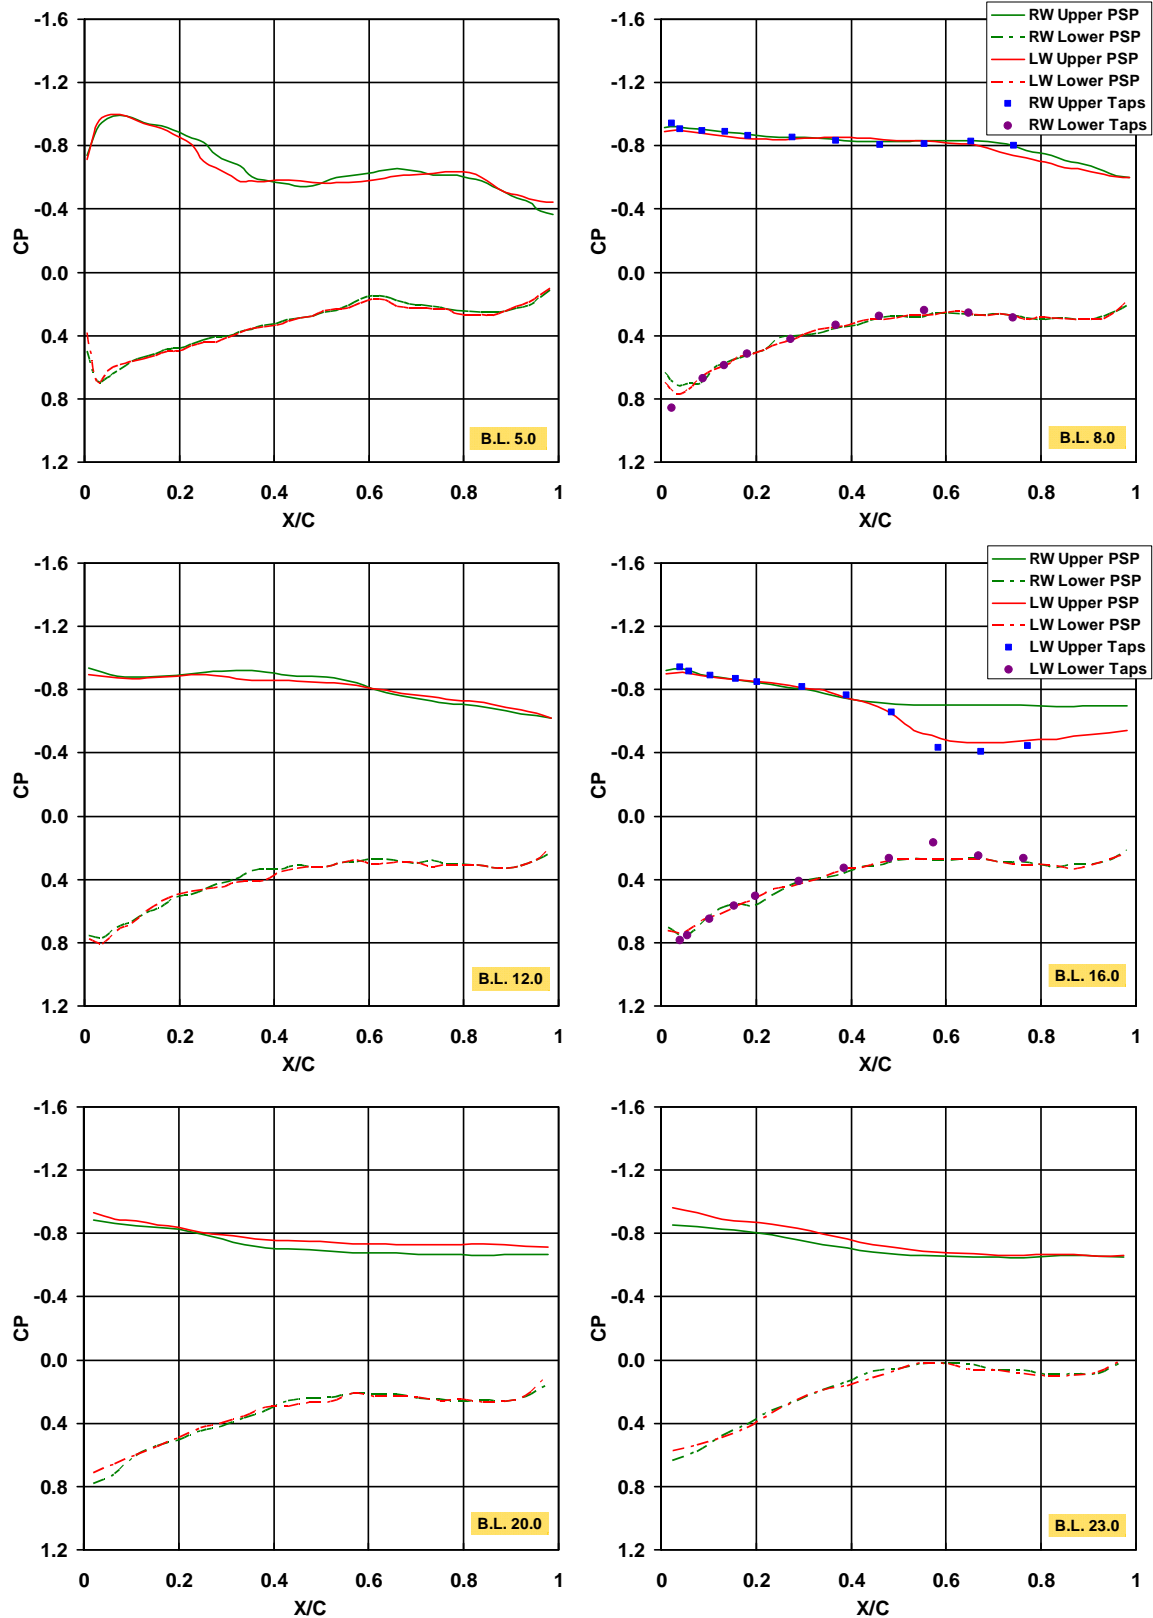 -1.6
-1.2
-0.8
-0.4
0.0
0.4
0.8
1.2
CP
0
0.2
0.4
0.6
0.8
1
X/C
B.L. 5.0
-1.6
-1.2
-0.8
-0.4
0.0
0.4
0.8
1.2
CP
0
0.2
0.4
0.6
0.8
1
X/C
RW Upper PSP
RW Lower PSP
LW Upper PSP
LW Lower PSP
RW Upper Taps
RW Lower Taps
B.L. 8.0
-1.6
-1.2
-0.8
-0.4
0.0
0.4
0.8
1.2
CP
0
0.2
0.4
0.6
0.8
1
X/C
B.L. 12.0
-1.6
-1.2
-0.8
-0.4
0.0
0.4
0.8
1.2
CP
0
0.2
0.4
0.6
0.8
1
X/C
RW Upper PSP
RW Lower PSP
LW Upper PSP
LW Lower PSP
LW Upper Taps
LW Lower Taps
B.L. 16.0
-1.6
-1.2
-0.8
-0.4
0.0
0.4
0.8
1.2
CP
0
0.2
0.4
0.6
0.8
1
X/C
B.L. 20.0
-1.6
-1.2
-0.8
-0.4
0.0
0.4
0.8
1.2
CP
0
0.2
0.4
0.6
0.8
1
X/C
B.L. 23.0